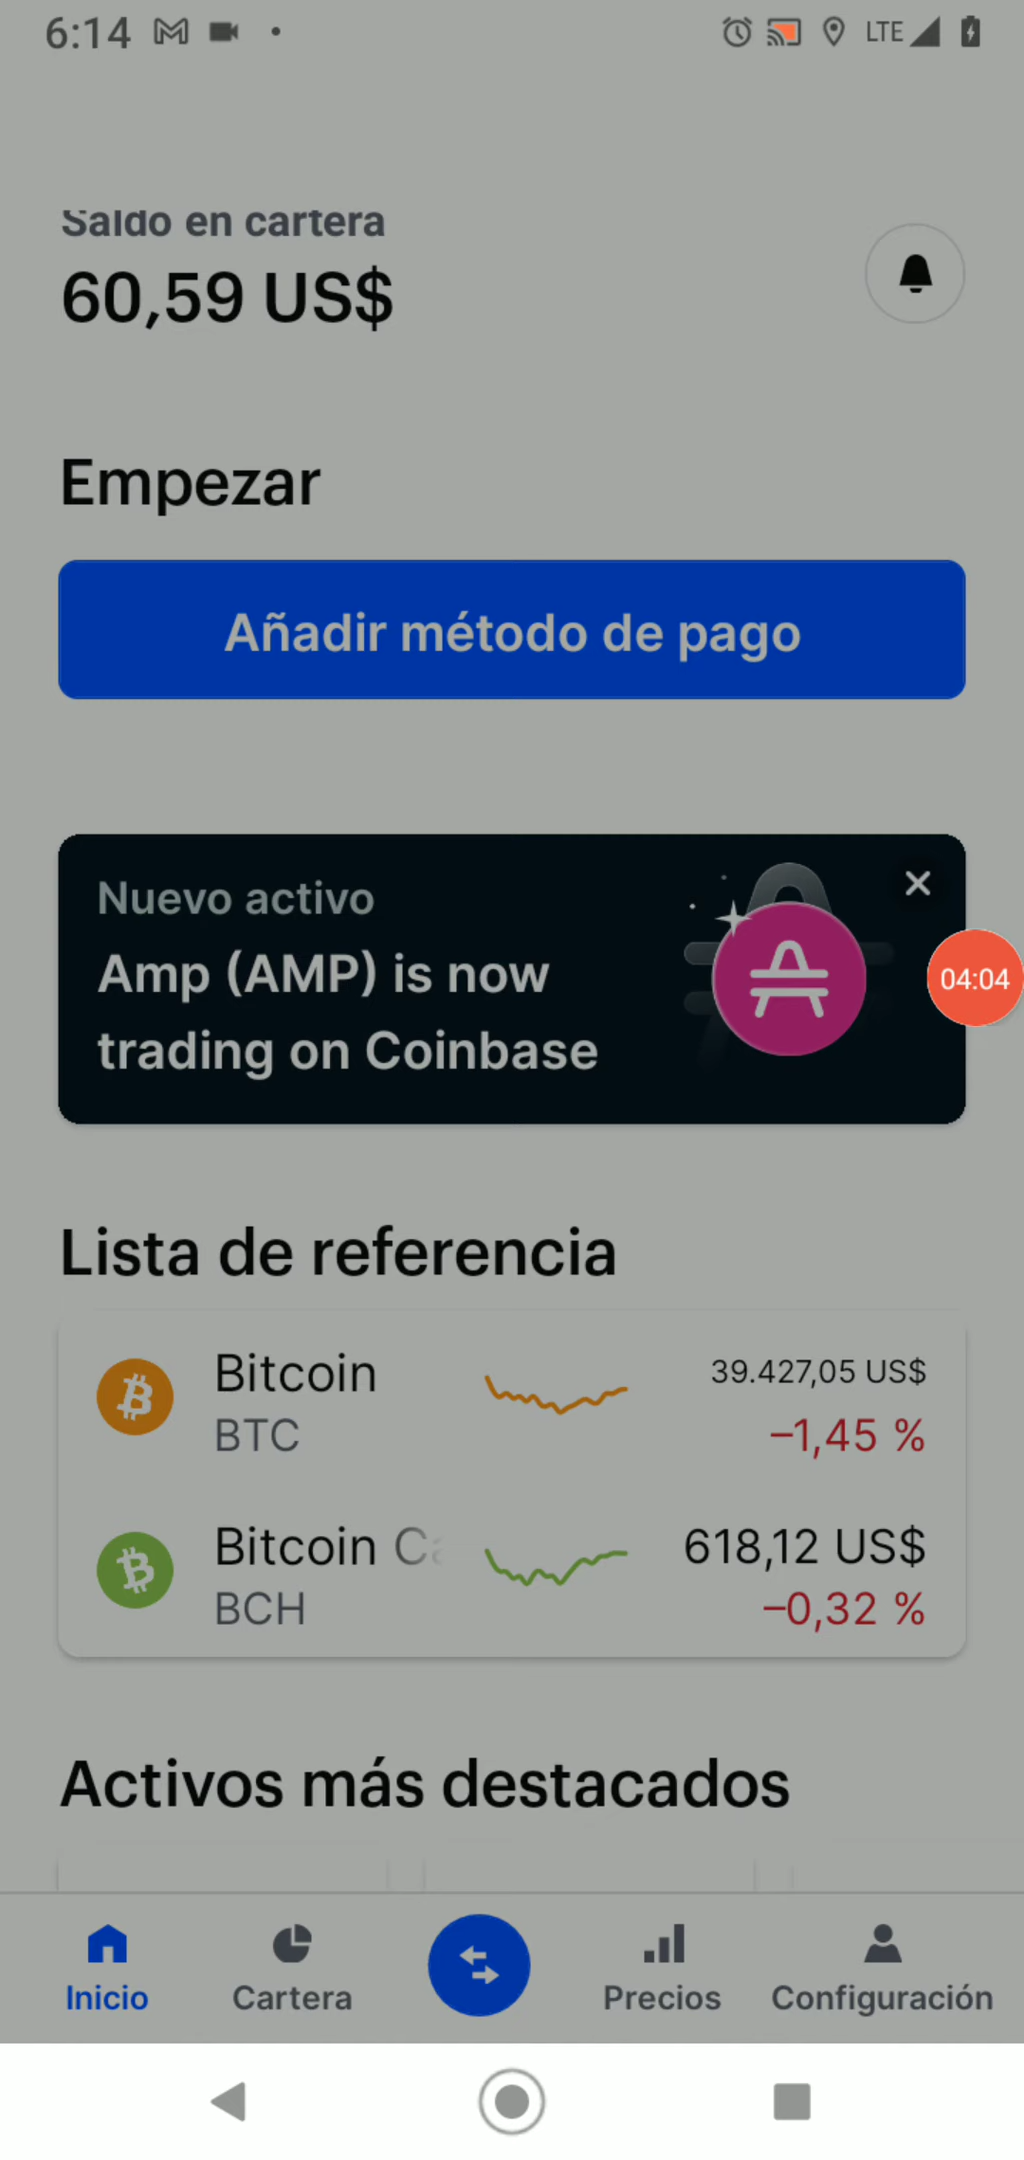 6:14
LTE
Saldo en cartera
60,59 US$
Empezar
Añadir método de pago
Nuevo activo
Amp (AMP) is now
trading on Coinbase
04:04
Lista de referencia
Bitcoin
39.427,05 US$
BTC
–1,45 %
Bitcoin
618,12 US$
BCH
–0,32 %
Activos más destacados
Inicio
Cartera
Precios
Configuración